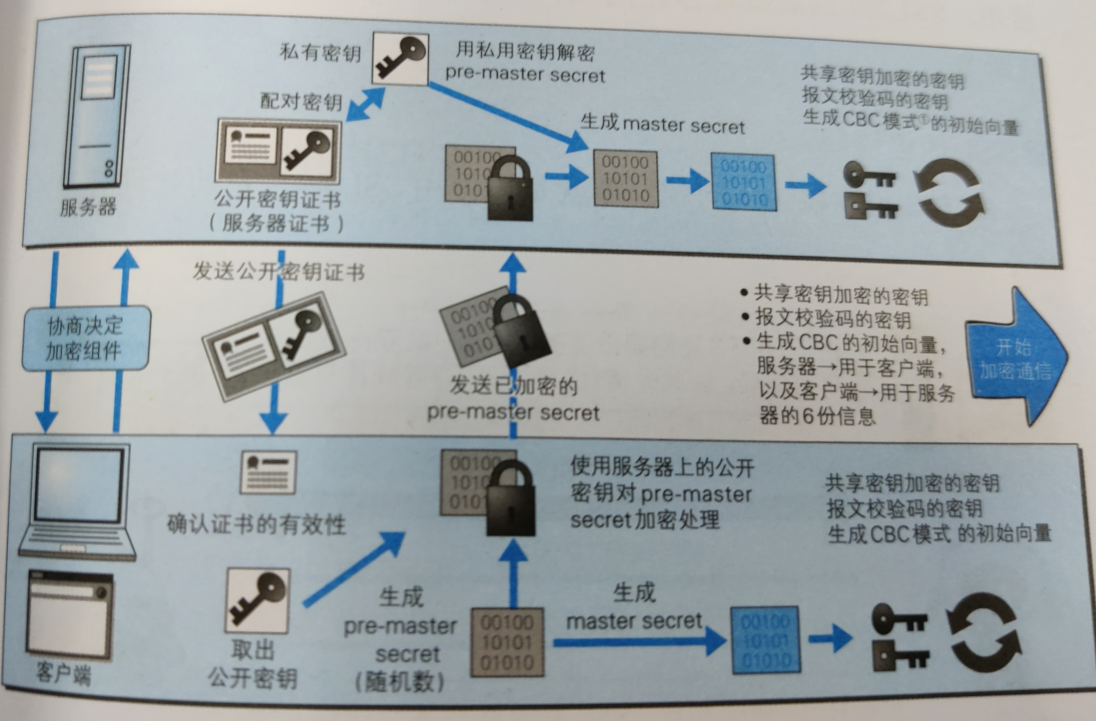 私有密钥
用私用密钥解密
pre-master secret
配对密钥
共享密钥加密的密钥
报文校验码的密钥
生成CBC模式①的初始向量
生成master secret
00100
10101
01010
00100
10101
01010
00100
1010
0101
服务器
公开密钥证书
(服务器证书)
发送公开密钥证书
协商决定
加密组件
00100
1010
0101
发送已加密的
pre-master secret
• 共享密钥加密的密钥
• 报文校验码的密钥
• 生成CBC的初始向量,
服务器→用于客户端,
以及客户端→用于服务
器的6份信息
开始
加密通信
00100
1010
0101
使用服务器上的公开
密钥对pre-master
secret加密处理
共享密钥加密的密钥
报文校验码的密钥
生成CBC模式 的初始向量
确认证书的有效性
生成
pre-master
secret
(随机数)
00100
10101
01010
生成
master secret
00100
10101
01010
取出
公开密钥
客户端